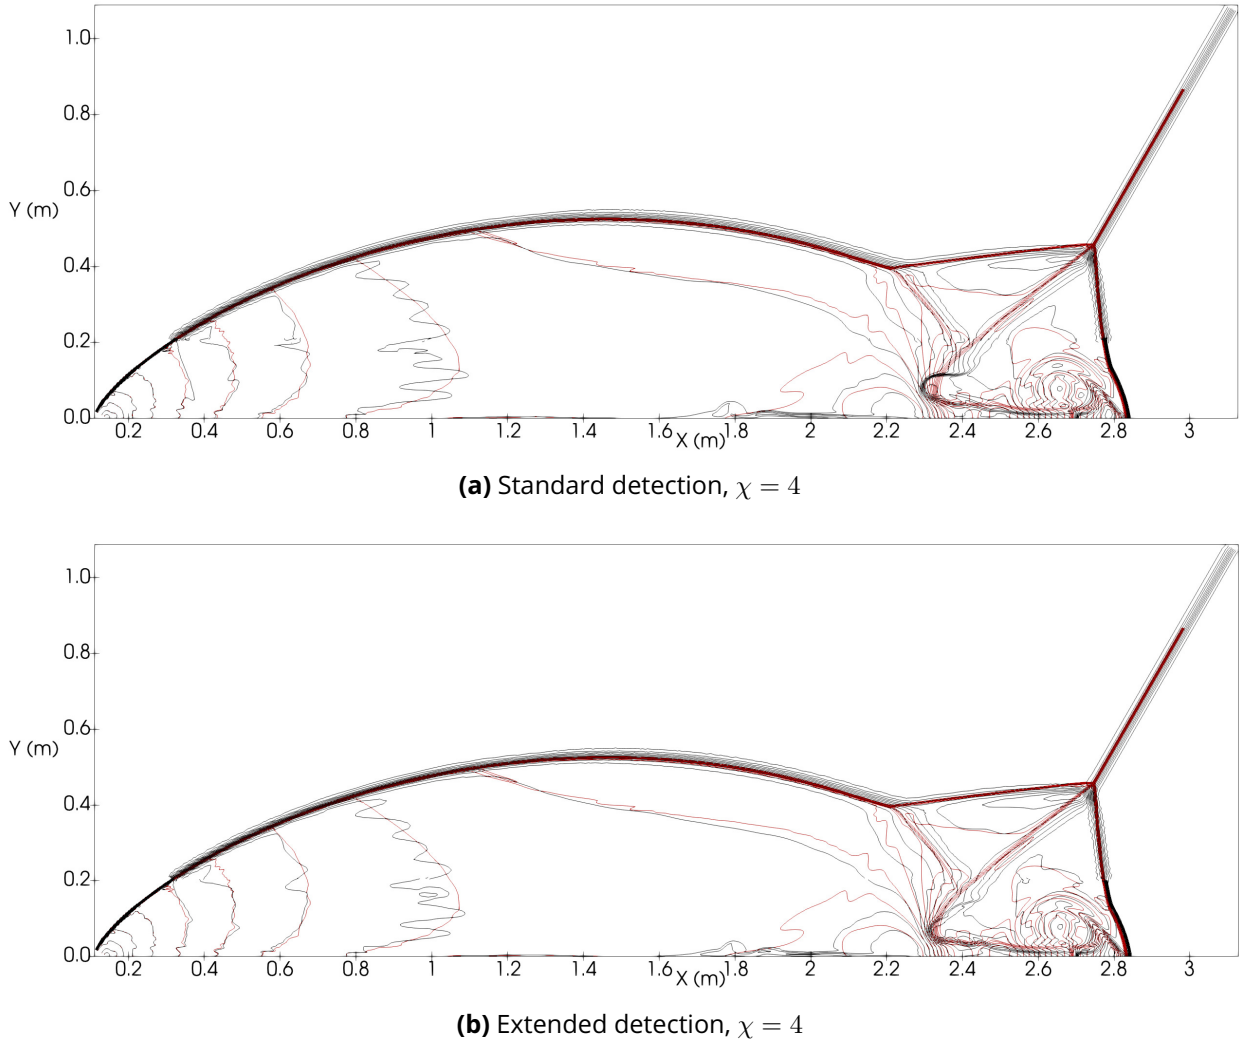 1.0
0.8
0.6
Y (m)
0.4
0.2
0.0
0.2 0.4 0.6 0.8 1 1.2 1.4 1.6 X (m) 1.8 2 2.2 2.4 2.6 2.8 3
(a) Standard detection, χ = 4
1.0
0.8
0.6
Y (m)
0.4
0.2
0.0
0.2 0.4 0.6 0.8 1 1.2 1.4 1.6 X (m) 1.8 2 2.2 2.4 2.6 2.8 3
(b) Extended detection, χ = 4